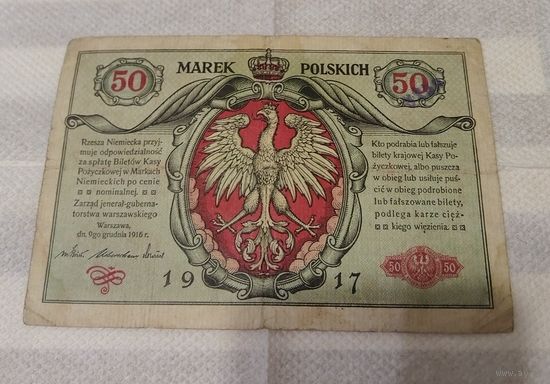 50 MAREK POLSKICH 50
Rzesza Niemiecka przyj-
muje odpowiedzialność
za spłatę Biletów Kasy
Pożyczkowej w Markach
Niemieckich po cenie
nominalnej.
Zarząd jenerał-guberna-
torstwa warszawskiego
Warszawa,
dn. 9go grudnia 1916 r.
Kto podrabia lub fałszuje
bilety krajowej Kasy Po-
życzkowej, albo puszcza
w obieg lub usiłuje puś-
cić w obieg podrobione
lub fałszowane bilety,
podlega karze cięż-
kiego więzienia.
19 17
50 50